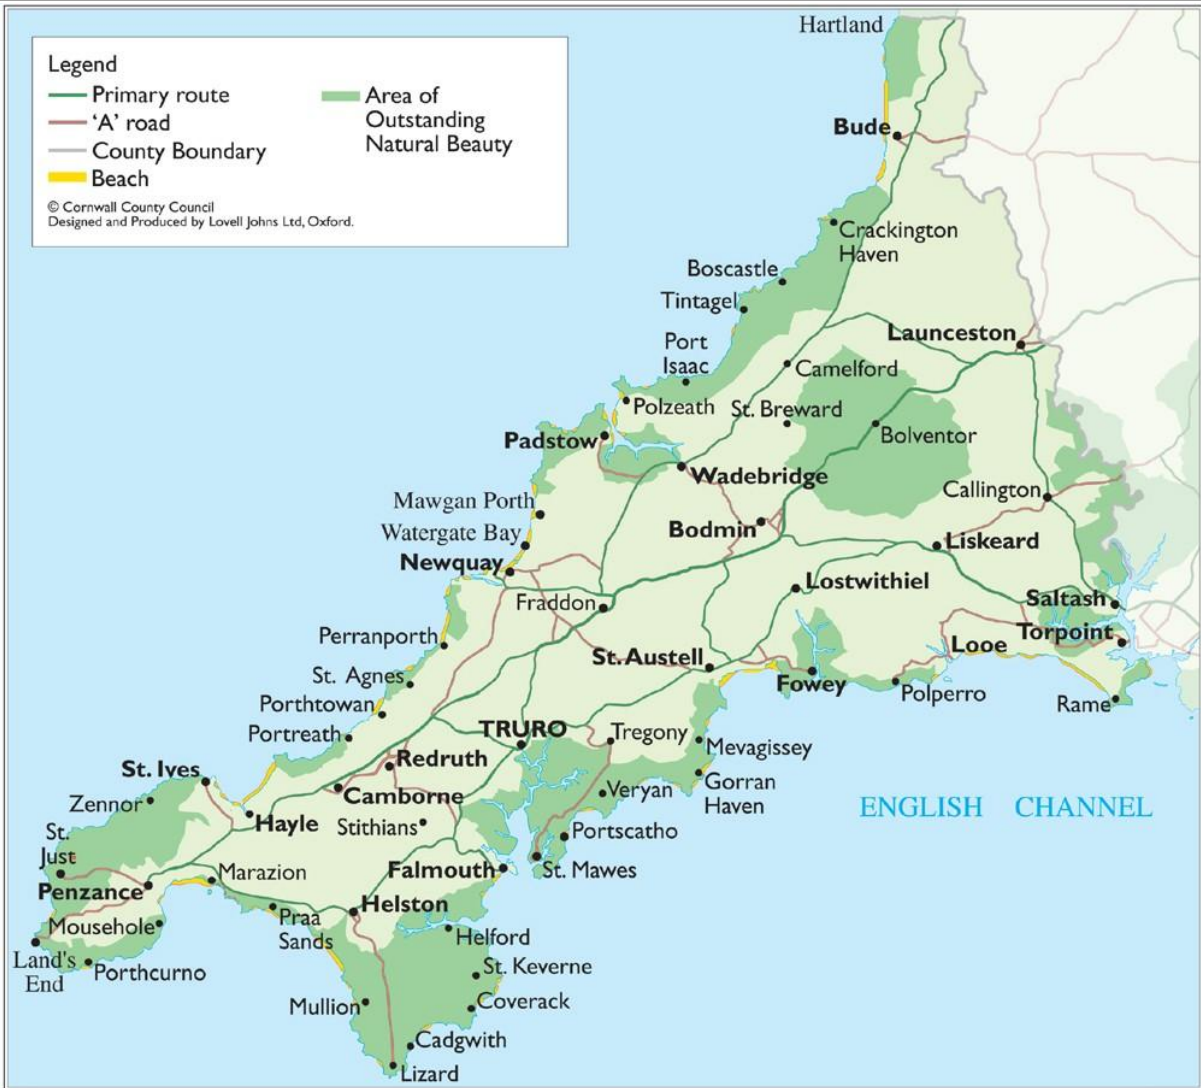 Hartland
Legend
Primary route
'A' road
County Boundary
Beach
Area of
Outstanding
Natural Beauty
© Cornwall County Council
Designed and Produced by Lovell Johns Ltd, Oxford.
Bude
Crackington
Haven
Boscastle
Tintagel
Launceston
Port
Isaac
Camelford
Polzeath
St. Breward
Padstow
Bolventor
Wadebridge
Callington
Mawgan Porth
Watergate Bay
Bodmin
Liskeard
Newquay
Lostwithiel
Fraddon
Saltash
Perranporth
Torpoint
Looe
St. Austell
St. Agnes
Fowey
Polperro
Rame
Porthtowan
Portreath
TRURO
Tregony
Mevagissey
Redruth
St. Ives
Gorran
Haven
Zennor
Camborne
Veryan
ENGLISH CHANNEL
Hayle
Stithians
Portscatho
St.
Just
Marazion
Falmouth
St. Mawes
Penzance
Helston
Praa
Sands
Mousehole
Helford
Land's
End
Porthcurno
St. Keverne
Mullion
Coverack
Cadgwith
Lizard